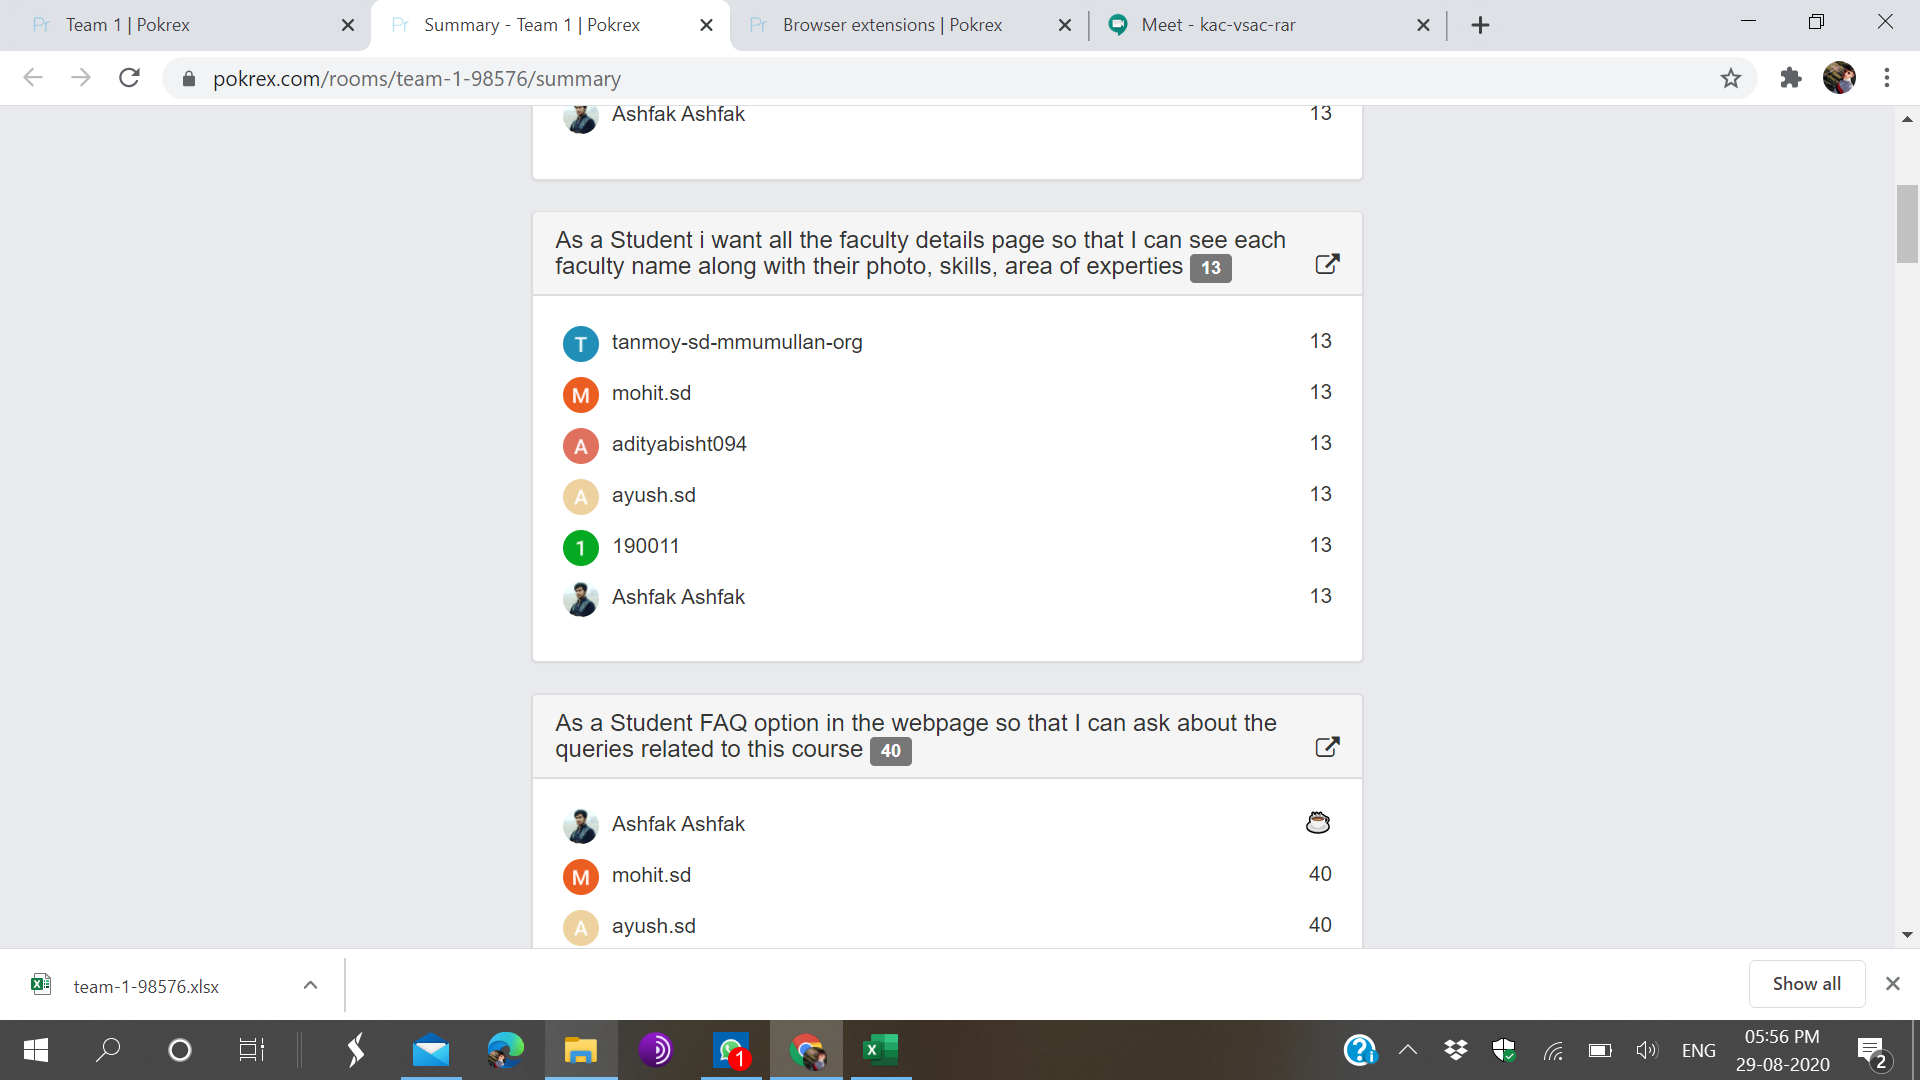 Pr Team 1 | Pokrex
Pr Summary - Team 1 | Pokrex
Pr Browser extensions | Pokrex
Meet - kac-vsac-rar
pokrex.com/rooms/team-1-98576/summary
Ashfak Ashfak 13
As a Student i want all the faculty details page so that I can see each
faculty name along with their photo, skills, area of experties 13
T tanmoy-sd-mmumullan-org 13
M mohit.sd 13
A adityabisht094 13
A ayush.sd 13
1 190011 13
Ashfak Ashfak 13
As a Student FAQ option in the webpage so that I can ask about the
queries related to this course 40
Ashfak Ashfak
M mohit.sd 40
A ayush.sd 40
team-1-98576.xlsx
Show all
1
ENG
05:56 PM
29-08-2020
2